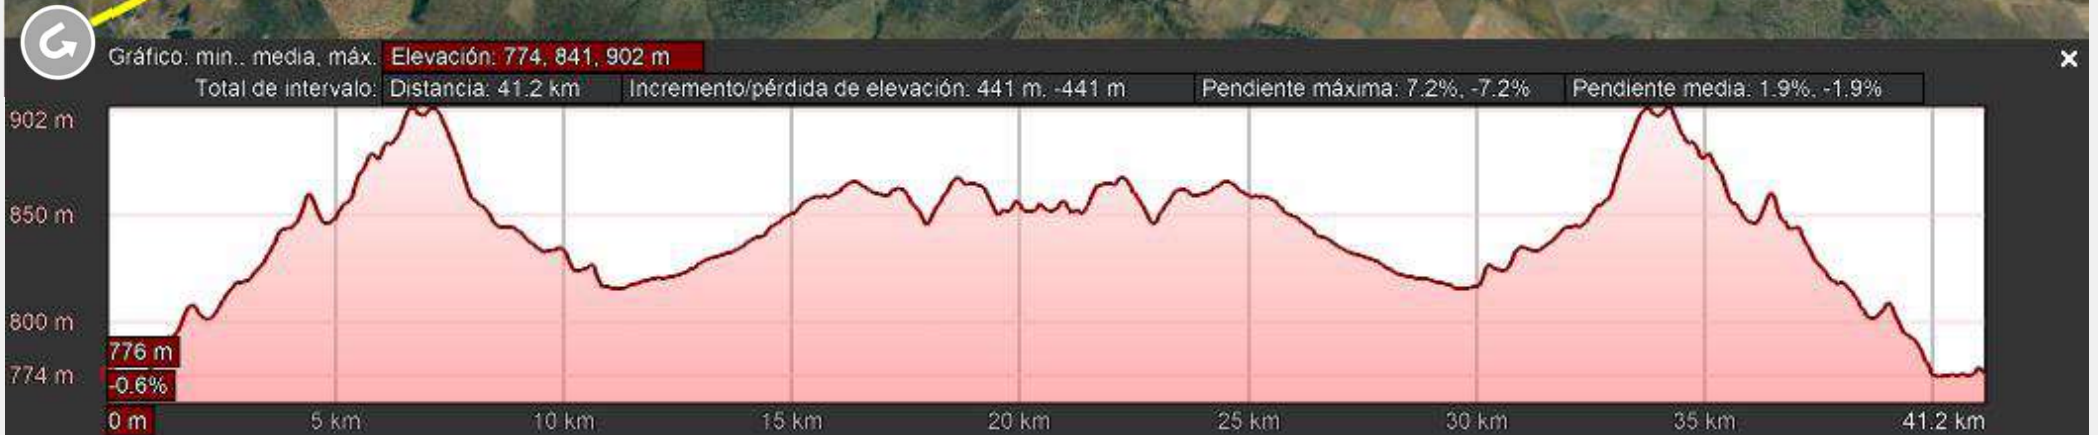 Gráfico: min., media, máx. Elevación: 774, 841, 902 m
Total de intervalo: Distancia: 41.2 km Incremento/pérdida de elevación: 441 m, -441 m Pendiente máxima: 7.2%, -7.2% Pendiente media: 1.9%, -1.9%
902 m
850 m
800 m
776 m
774 m
-0.6%
0 m 5 km 10 km 15 km 20 km 25 km 30 km 35 km 41.2 km